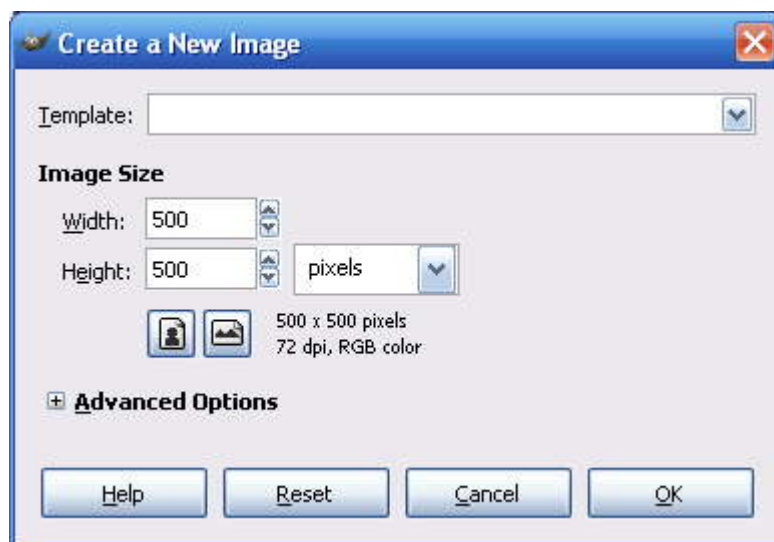 Create a New Image
Template:
Image Size
Width: 500
Height: 500 pixels
500 x 500 pixels
72 dpi, RGB color
Advanced Options
Help Reset Cancel OK